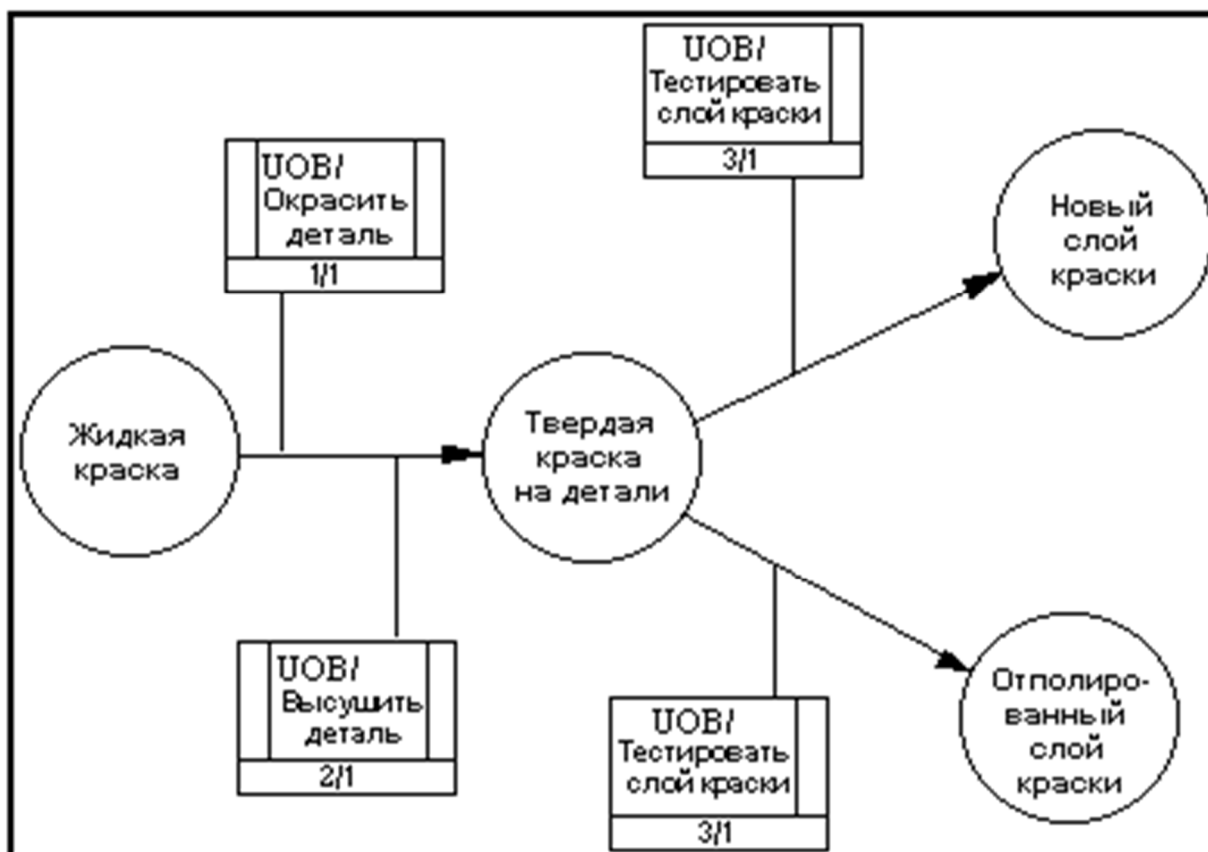 UOB/
Тестировать
слой краски
3/1
UOB/
Окрасить
деталь
1/1
Новый
слой
краски
Жидкая
краска
Твердая
краска
на детали
UOB/
Высушить
деталь
2/1
UOB/
Тестировать
слой краски
3/1
Отполиро-
ванный
слой
краски